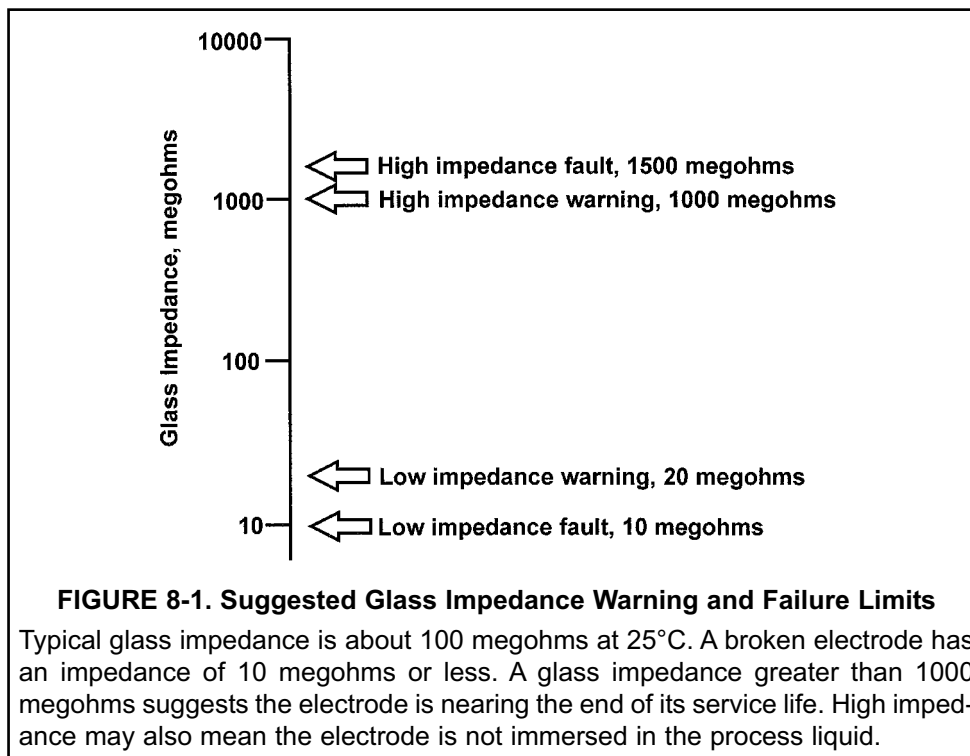 10000
High impedance fault, 1500 megohms
1000
High impedance warning, 1000 megohms
Glass Impedance, megohms
100
Low impedance warning, 20 megohms
10
Low impedance fault, 10 megohms
FIGURE 8-1. Suggested Glass Impedance Warning and Failure Limits
Typical glass impedance is about 100 megohms at 25°C. A broken electrode has
an impedance of 10 megohms or less. A glass impedance greater than 1000
megohms suggests the electrode is nearing the end of its service life. High imped-
ance may also mean the electrode is not immersed in the process liquid.